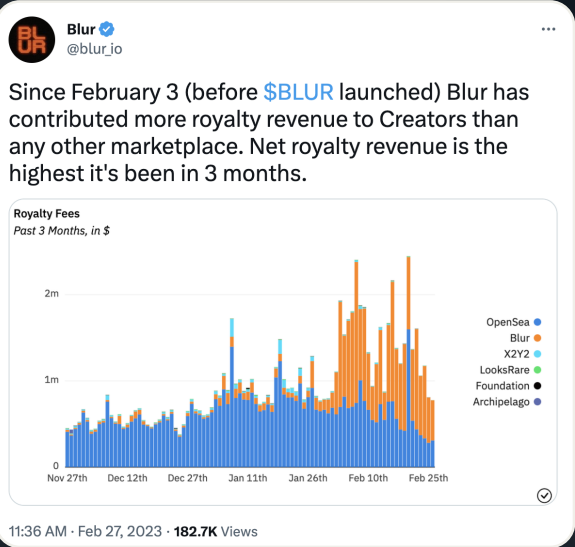 BL
UR
Blur
@blur_io
Since February 3 (before $BLUR launched) Blur has
contributed more royalty revenue to Creators than
any other marketplace. Net royalty revenue is the
highest it's been in 3 months.
Royalty Fees
Past 3 Months, in $
2m
1m
0
Nov 27th Dec 12th Dec 27th Jan 11th Jan 26th Feb 10th Feb 25th
OpenSea
Blur
X2Y2
LooksRare
Foundation
Archipelago
11:36 AM · Feb 27, 2023 · 182.7K Views